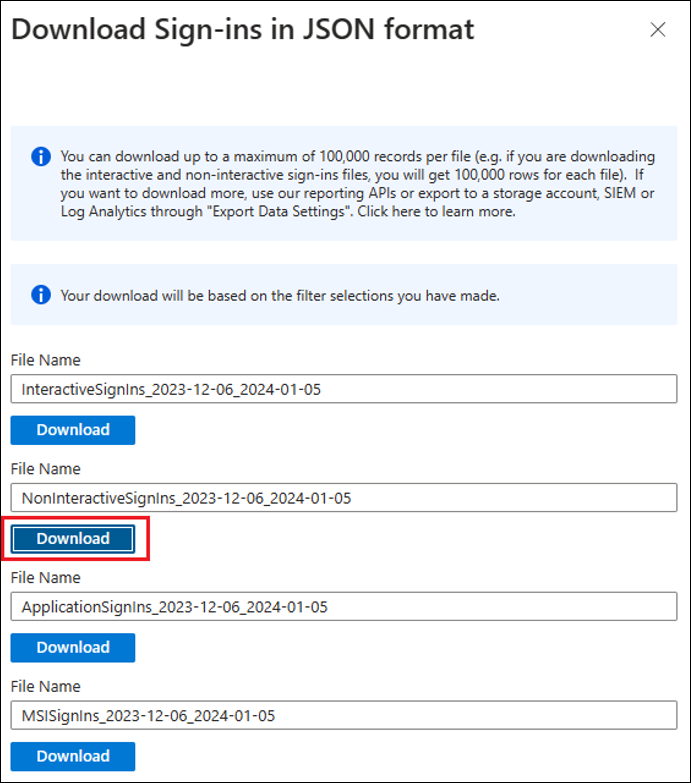 Download Sign-ins in JSON format
You can download up to a maximum of 100,000 records per file (e.g. if you are downloading
the interactive and non-interactive sign-ins files, you will get 100,000 rows for each file).  If
you want to download more, use our reporting APIs or export to a storage account, SIEM or
Log Analytics through "Export Data Settings". Click here to learn more.
Your download will be based on the filter selections you have made.
File Name
InteractiveSignIns_2023-12-06_2024-01-05
Download
File Name
NonInteractiveSignIns_2023-12-06_2024-01-05
Download
File Name
ApplicationSignIns_2023-12-06_2024-01-05
Download
File Name
MSISignIns_2023-12-06_2024-01-05
Download